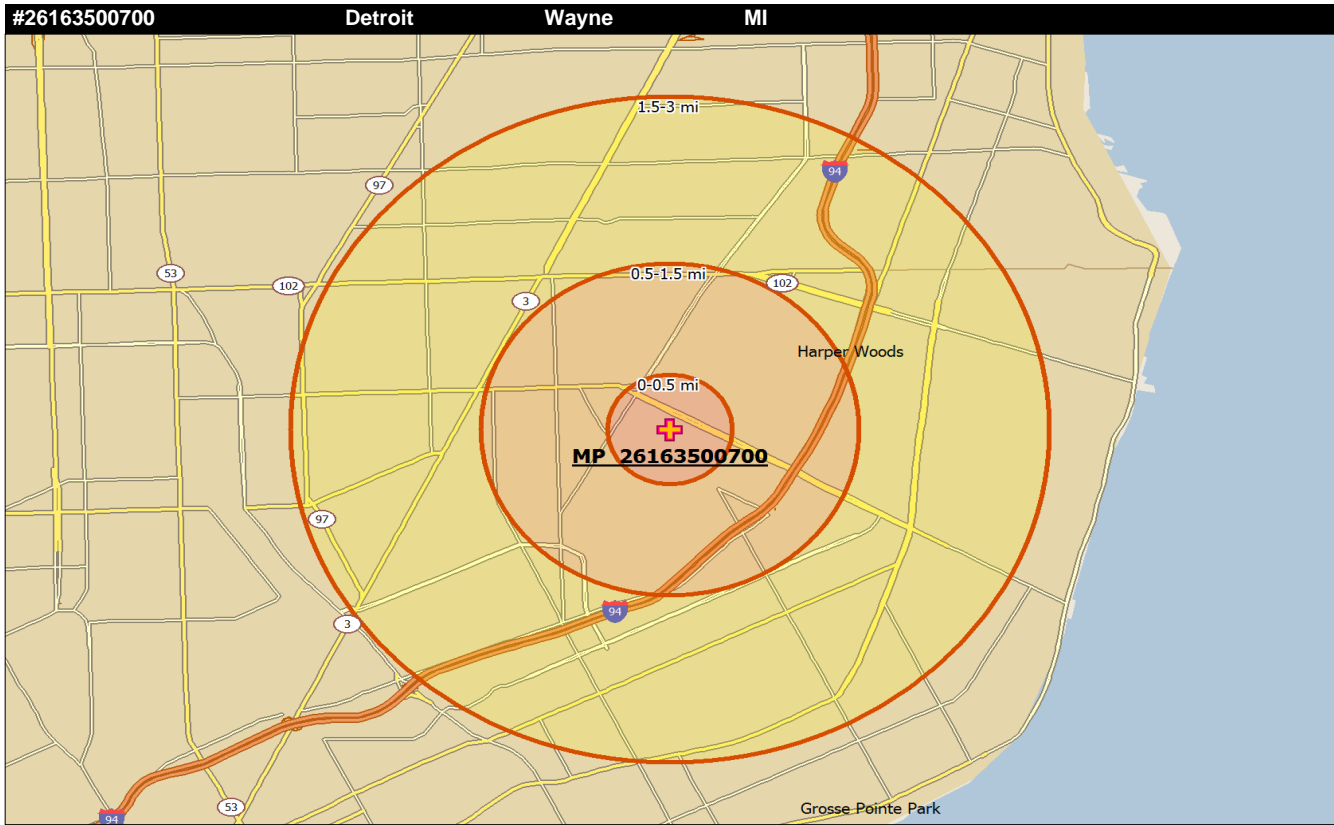 #26163500700 Detroit Wayne MI
1.5-3 mi
94
97
53
0.5-1.5 mi
102
102
3
Harper Woods
0-0.5 mi
MP 26163500700
97
94
3
53
Grosse Pointe Park
94